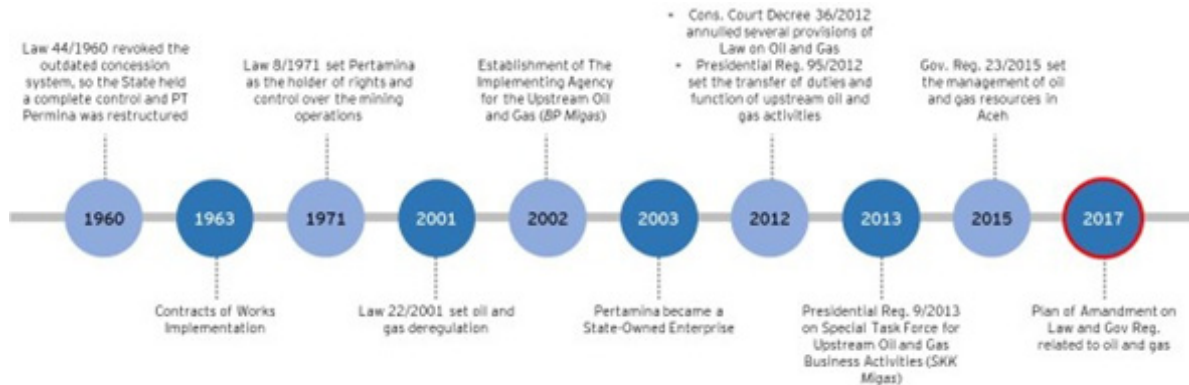 Law 44/1960 revoked the
outdated concession
system, so the State held
a complete control and PT
Permina was restructured
Law 8/1971 set Pertamina
as the holder of rights and
control over the mining
operations
Establishment of The
Implementing Agency
for the Upstream Oil
and Gas (BP Migas)
• Cons. Court Decree 36/2012
annulled several provisions of
Law on Oil and Gas
• Presidential Reg. 95/2012
set the transfer of duties and
function of upstream oil and
gas activities
Gov. Reg. 23/2015 set
the management of oil
and gas resources in
Aceh
1960
1963
1971
2001
2002
2003
2012
2013
2015
2017
Contracts of Works
Implementation
Law 22/2001 set oil and
gas deregulation
Pertamina became a
State-Owned Enterprise
Presidential Reg. 9/2013
on Special Task Force for
Upstream Oil and Gas
Business Activities (SKK
Migas)
Plan of Amandment on
Law and Gov Reg.
related to oil and gas